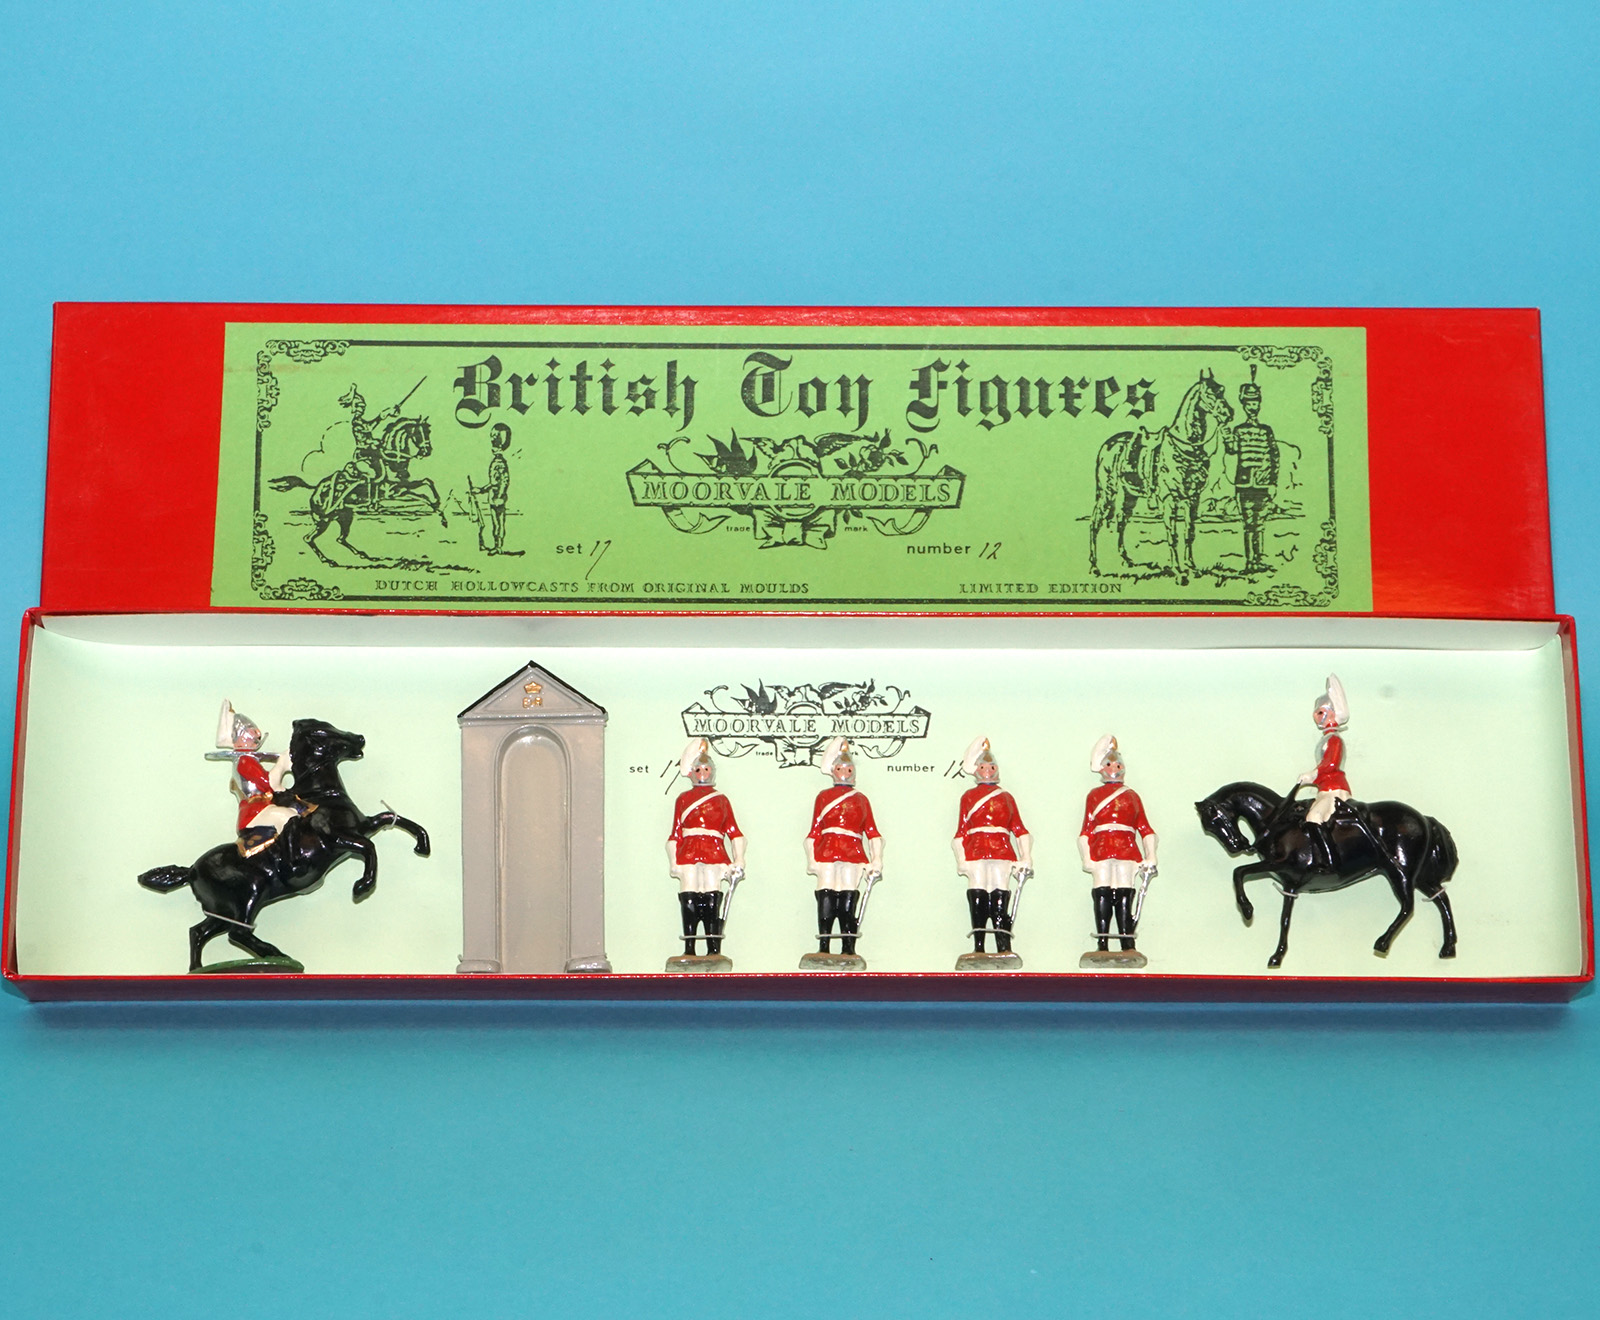 British Toy Figures
MOORVALE MODELS
trade mark
set 17 number 12
DUTCH HOLLOWCASTS FROM ORIGINAL MOULDS LIMITED EDITION
MOORVALE MODELS
trade
set 17 number 12